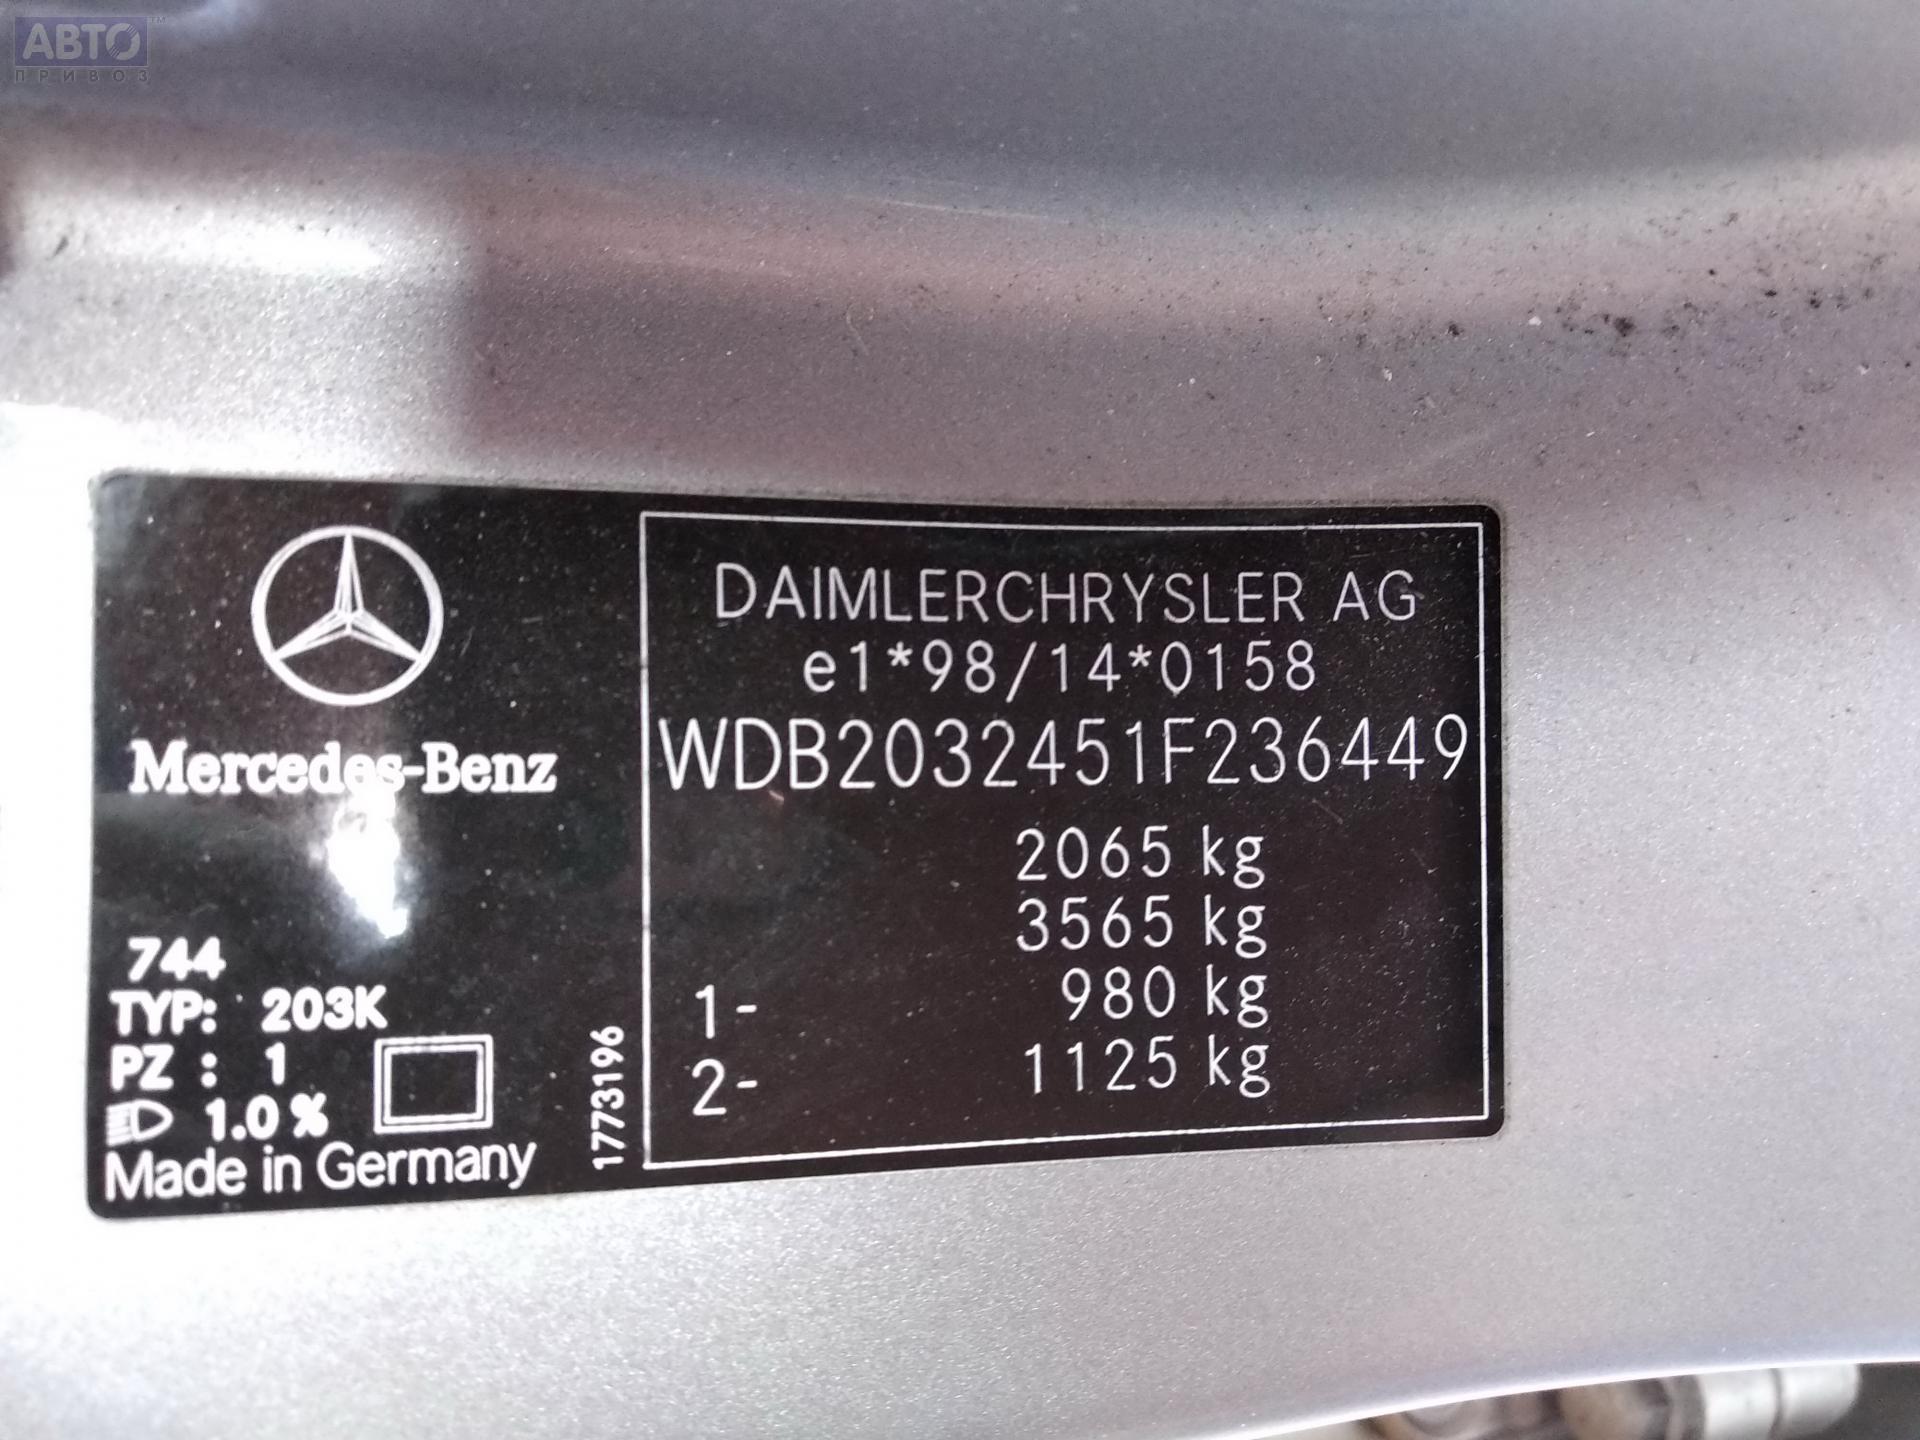 АВТО™
ПРИВОЗ
Mercedes-Benz
744
TYP: 203K
PZ : 1
1.0 %
Made in Germany
1773196
DAIMLERCHRYSLER AG
e1*98/14*0158
WDB2032451F236449
2065 kg
3565 kg
1- 980 kg
2- 1125 kg